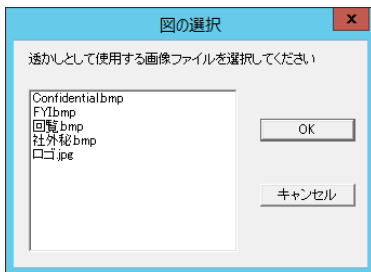 図の選択
x
透かしとして使用する画像ファイルを選択してください
Confidential.bmp
FYI.bmp
回覧.bmp
社外秘.bmp
ロゴ.jpg
OK
キャンセル